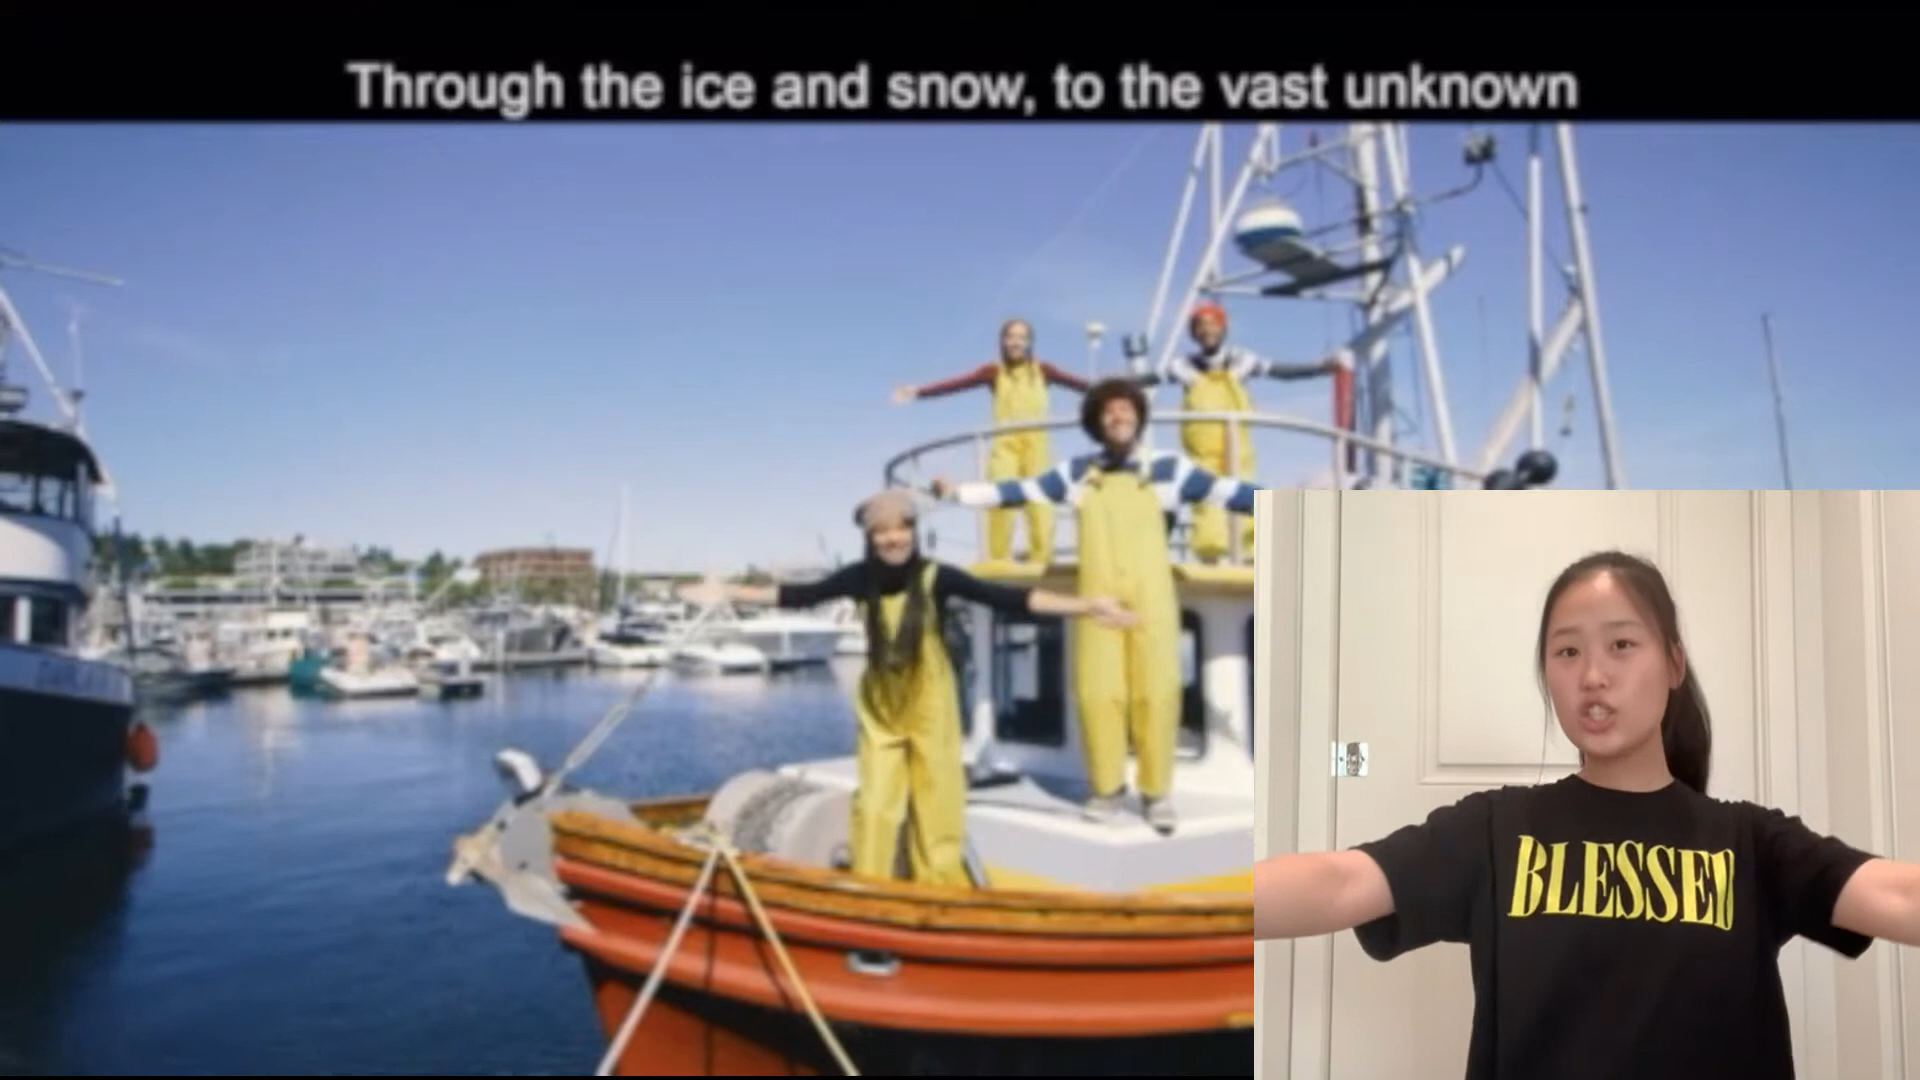 Through the ice and snow, to the vast unknown
BLESSED